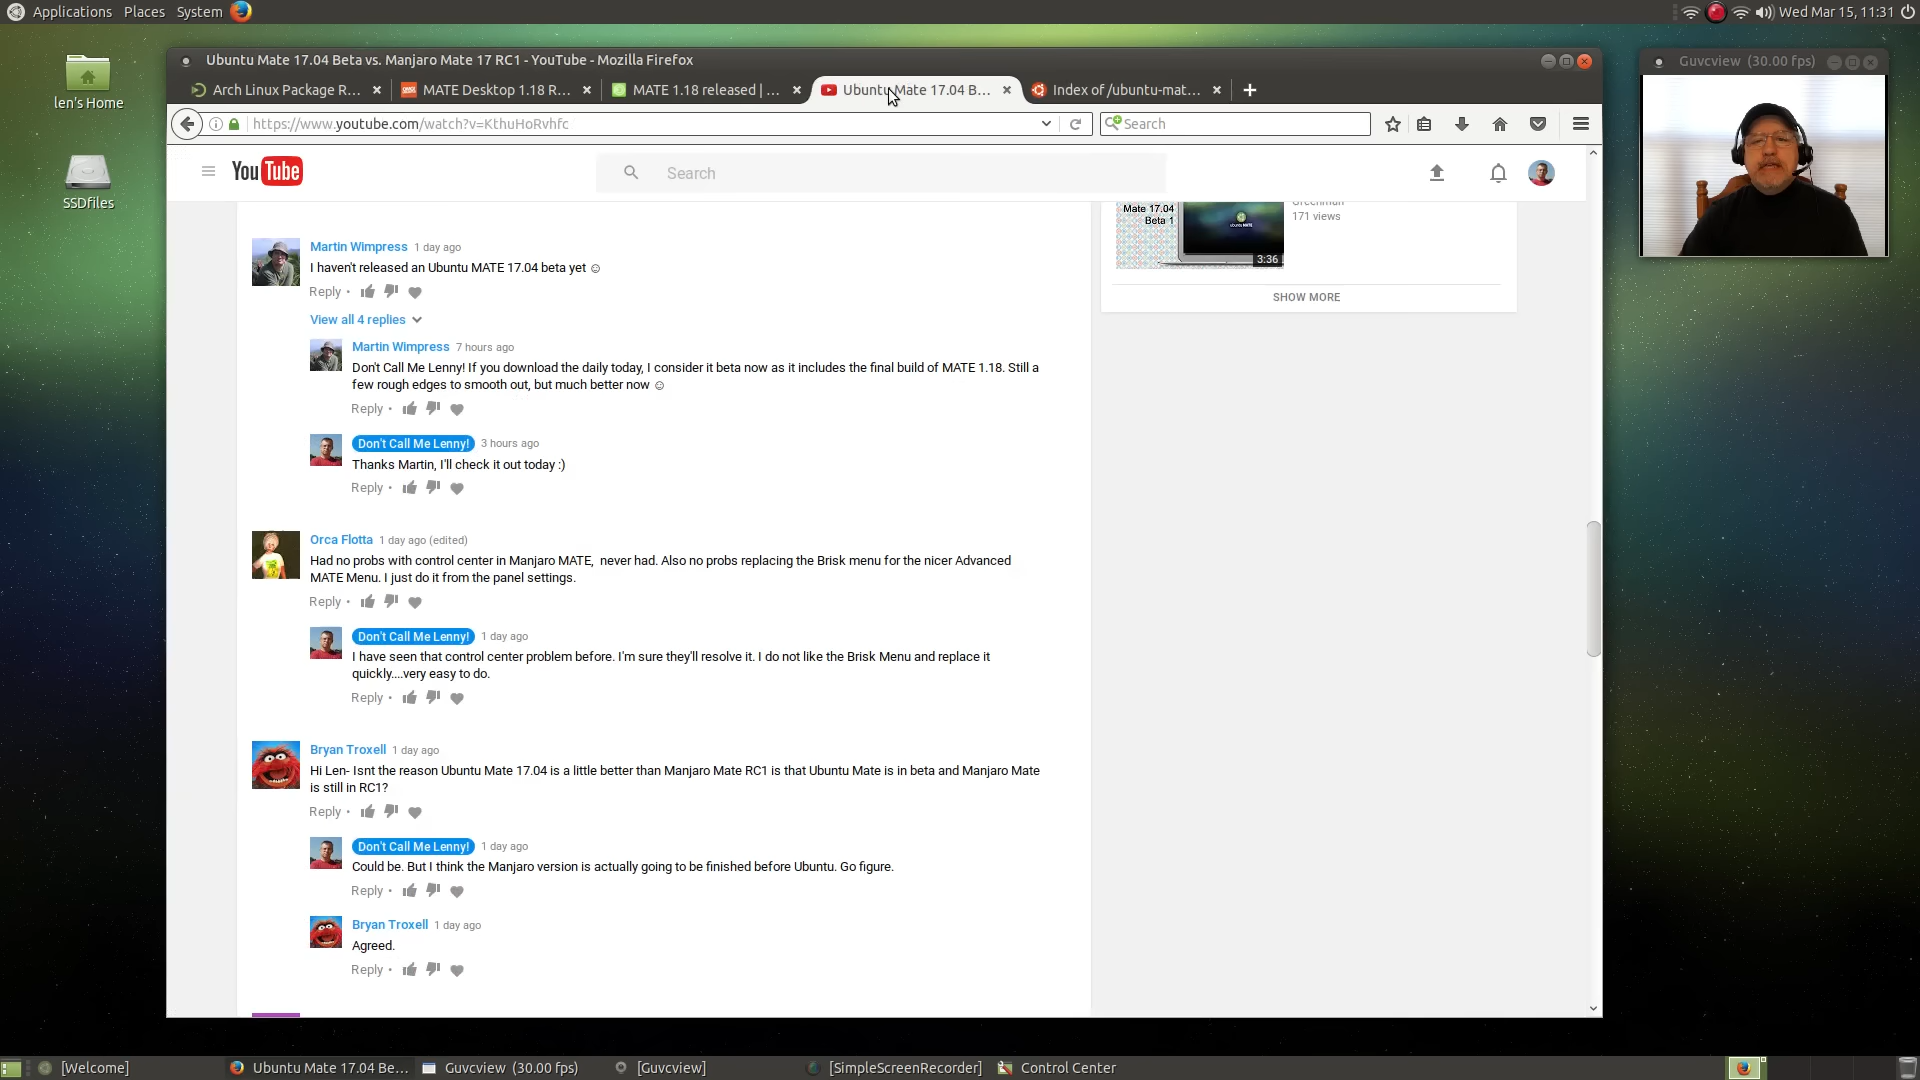 Applications Places System
Wed Mar 15, 11:31
len's Home
SSDfiles
Ubuntu Mate 17.04 Beta vs. Manjaro Mate 17 RC1 - YouTube - Mozilla Firefox
Guvcview (30.00 fps)
Arch Linux Package R...
MATE Desktop 1.18 R...
MATE 1.18 released | ...
Ubuntu Mate 17.04 B...
Index of /ubuntu-mat...
https://www.youtube.com/watch?v=KthuHoRvhfc
Search
YouTube
Search
Mate 17.04
Beta 1
ubuntu MATE
3:36
171 views
SHOW MORE
Martin Wimpress 1 day ago
I haven't released an Ubuntu MATE 17.04 beta yet ☺
Reply •
View all 4 replies
Martin Wimpress 7 hours ago
Don't Call Me Lenny! If you download the daily today, I consider it beta now as it includes the final build of MATE 1.18. Still a
few rough edges to smooth out, but much better now ☺
Reply •
Don't Call Me Lenny! 3 hours ago
Thanks Martin, I'll check it out today :)
Reply •
Orca Flotta 1 day ago (edited)
Had no probs with control center in Manjaro MATE, never had. Also no probs replacing the Brisk menu for the nicer Advanced
MATE Menu. I just do it from the panel settings.
Reply •
Don't Call Me Lenny! 1 day ago
I have seen that control center problem before. I'm sure they'll resolve it. I do not like the Brisk Menu and replace it
quickly....very easy to do.
Reply •
Bryan Troxell 1 day ago
Hi Len- Isnt the reason Ubuntu Mate 17.04 is a little better than Manjaro Mate RC1 is that Ubuntu Mate is in beta and Manjaro Mate
is still in RC1?
Reply •
Don't Call Me Lenny! 1 day ago
Could be. But I think the Manjaro version is actually going to be finished before Ubuntu. Go figure.
Reply •
Bryan Troxell 1 day ago
Agreed.
Reply •
[Welcome]
Ubuntu Mate 17.04 Be...
Guvcview (30.00 fps)
[Guvcview]
[SimpleScreenRecorder]
Control Center